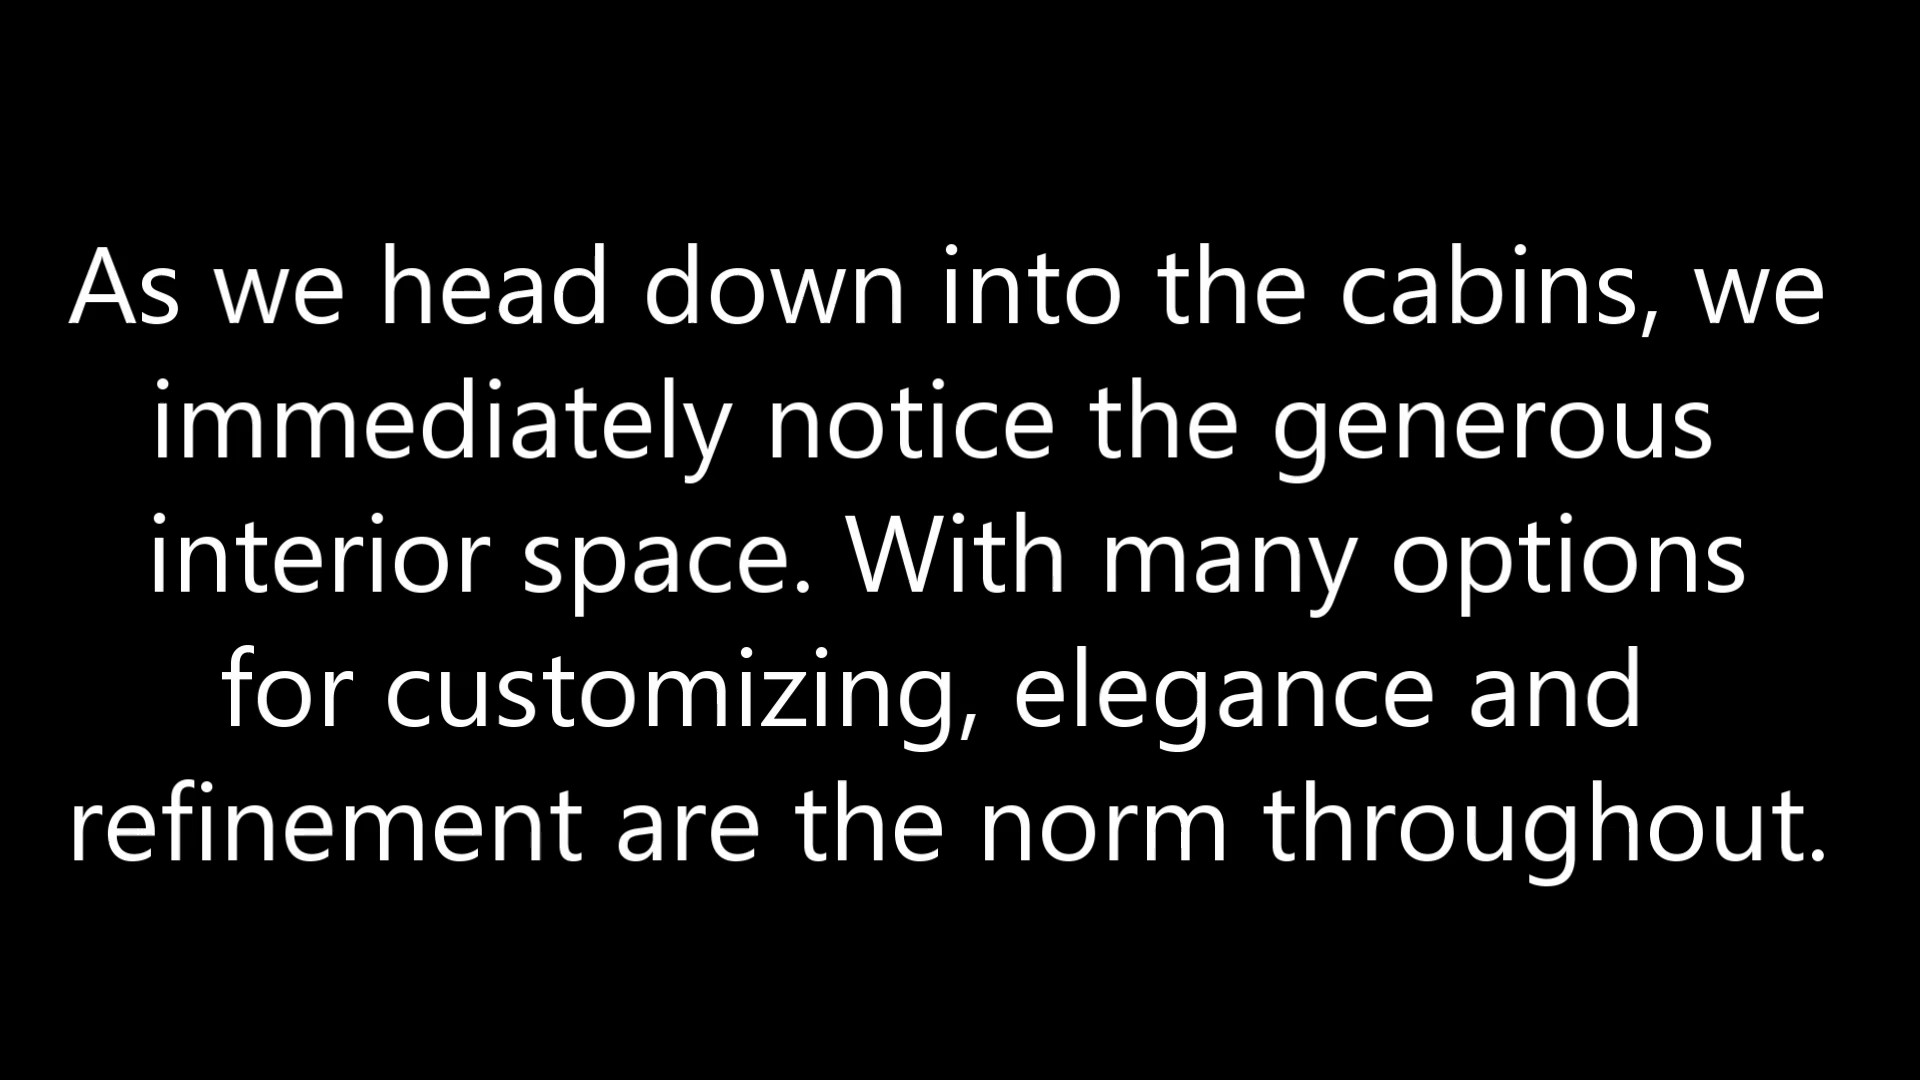 As we head down into the cabins, we
immediately notice the generous
interior space. With many options
for customizing, elegance and
refinement are the norm throughout.